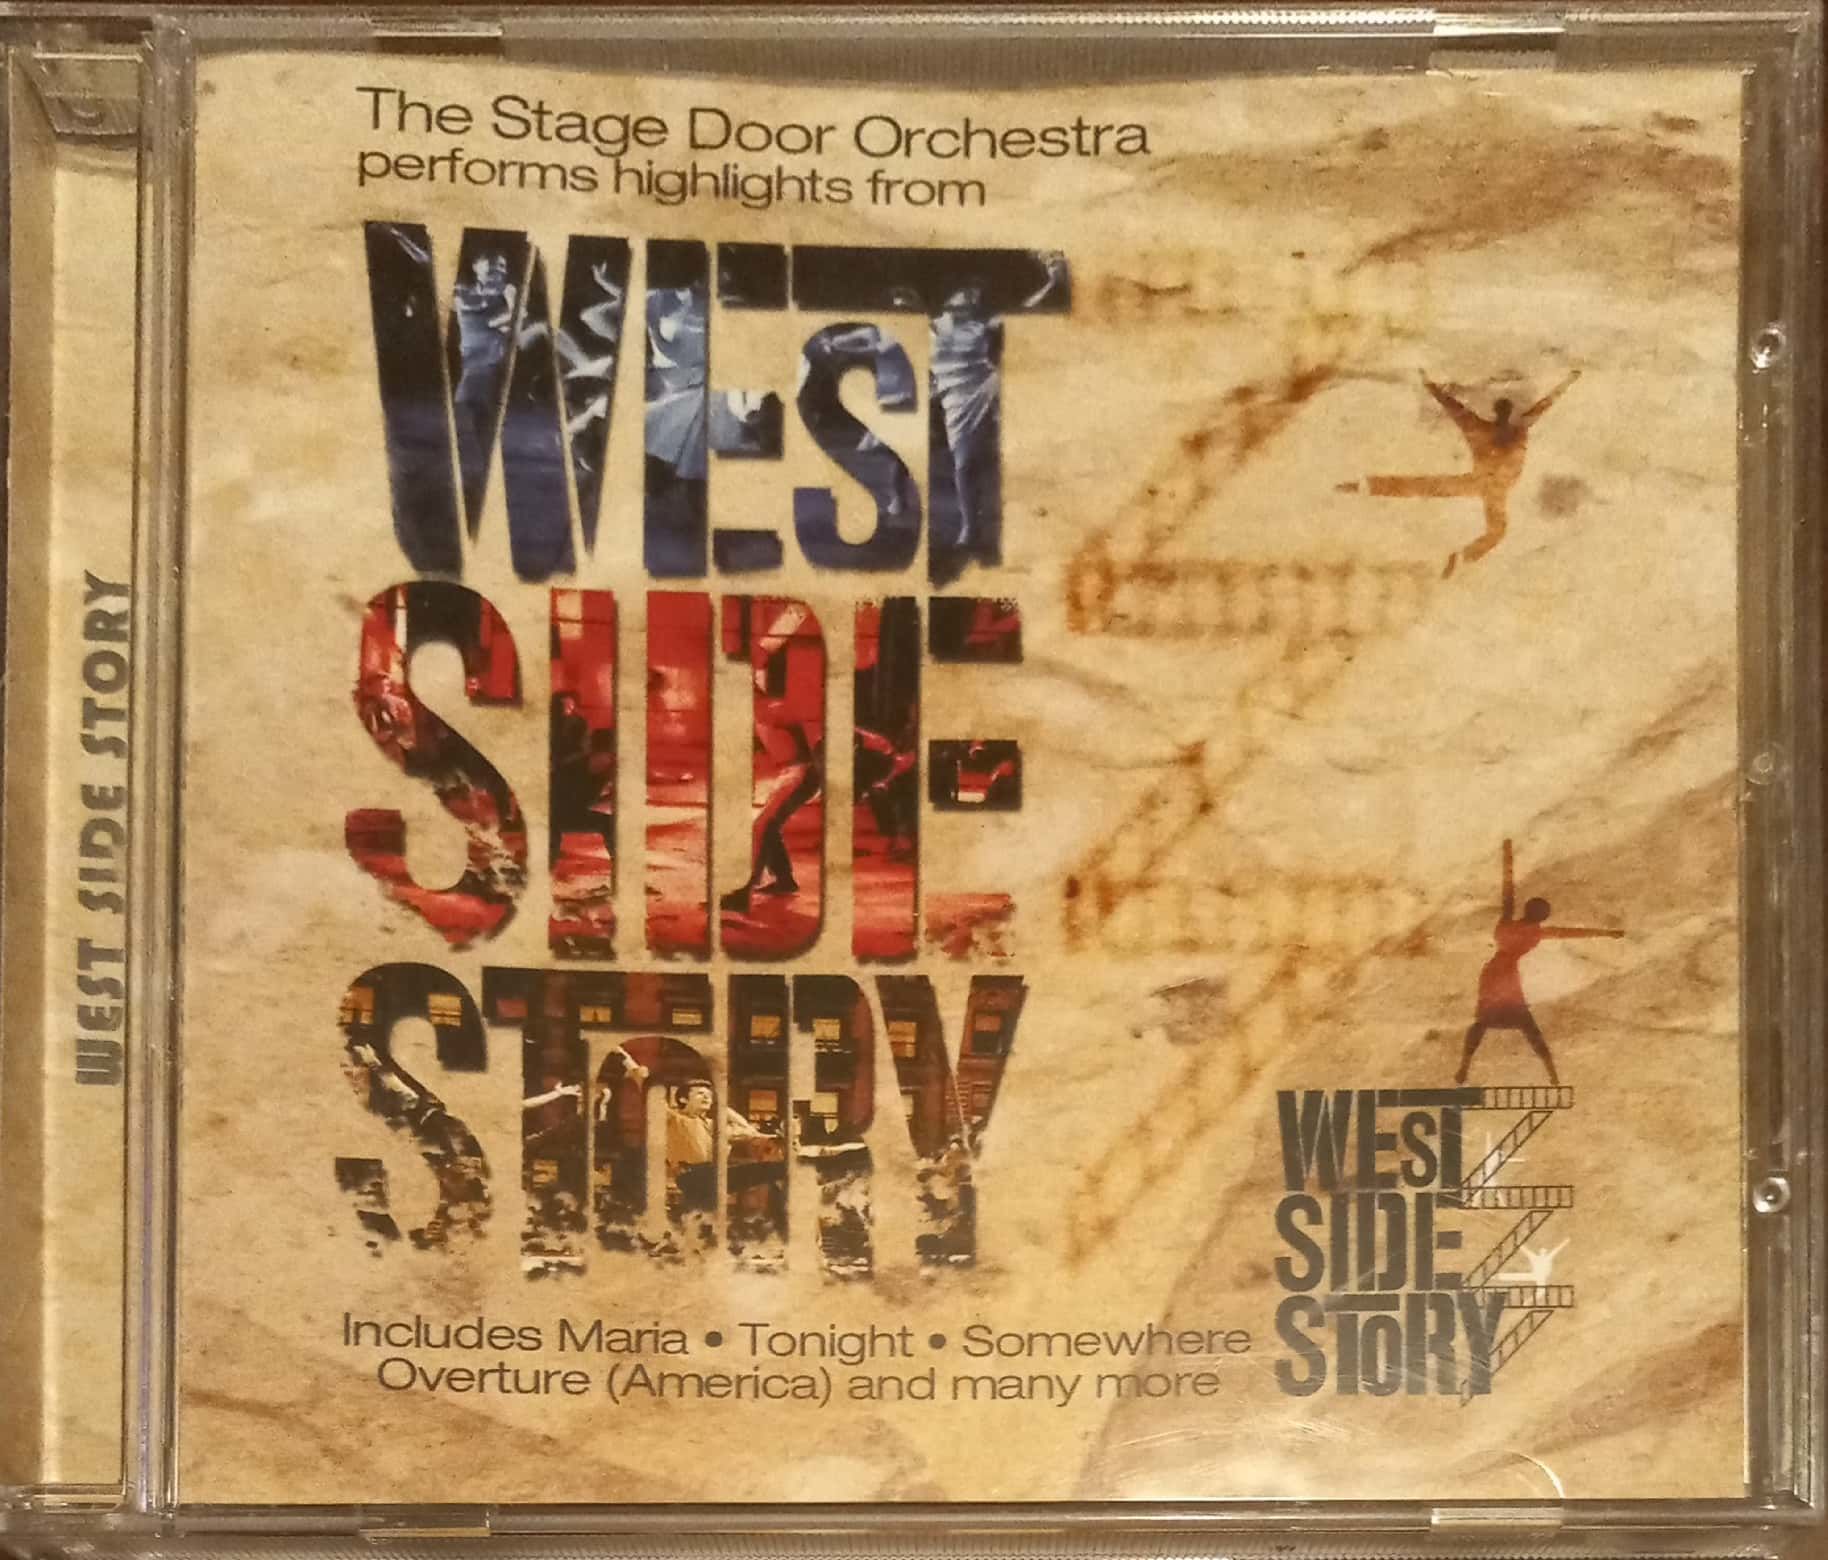 The Stage Door Orchestra
performs highlights from
WEST
SIDE
STORY
Includes Maria • Tonight • Somewhere
Overture (America) and many more
WEST
SIDE
STORY
WEST SIDE STORY